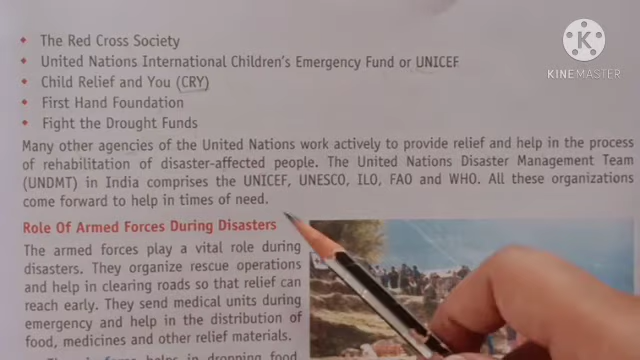 The Red Cross Society
United Nations International Children's Emergency Fund or UNICEF
Child Relief and You (CRY)
First Hand Foundation
Fight the Drought Funds
Many other agencies of the United Nations work actively to provide relief and help in the process
of rehabilitation of disaster-affected people. The United Nations Disaster Management Team
(UNDMT) in India comprises the UNICEF, UNESCO, ILO, FAO and WHO. All these organizations
come forward to help in times of need.
Role Of Armed Forces During Disasters
The armed forces play a vital role during
disasters. They organize rescue operations
and help in clearing roads so that relief can
reach early. They send medical units during
emergency and help in the distribution of
food, medicines and other relief materials.
helps in dropping food
K
KINEMASTER